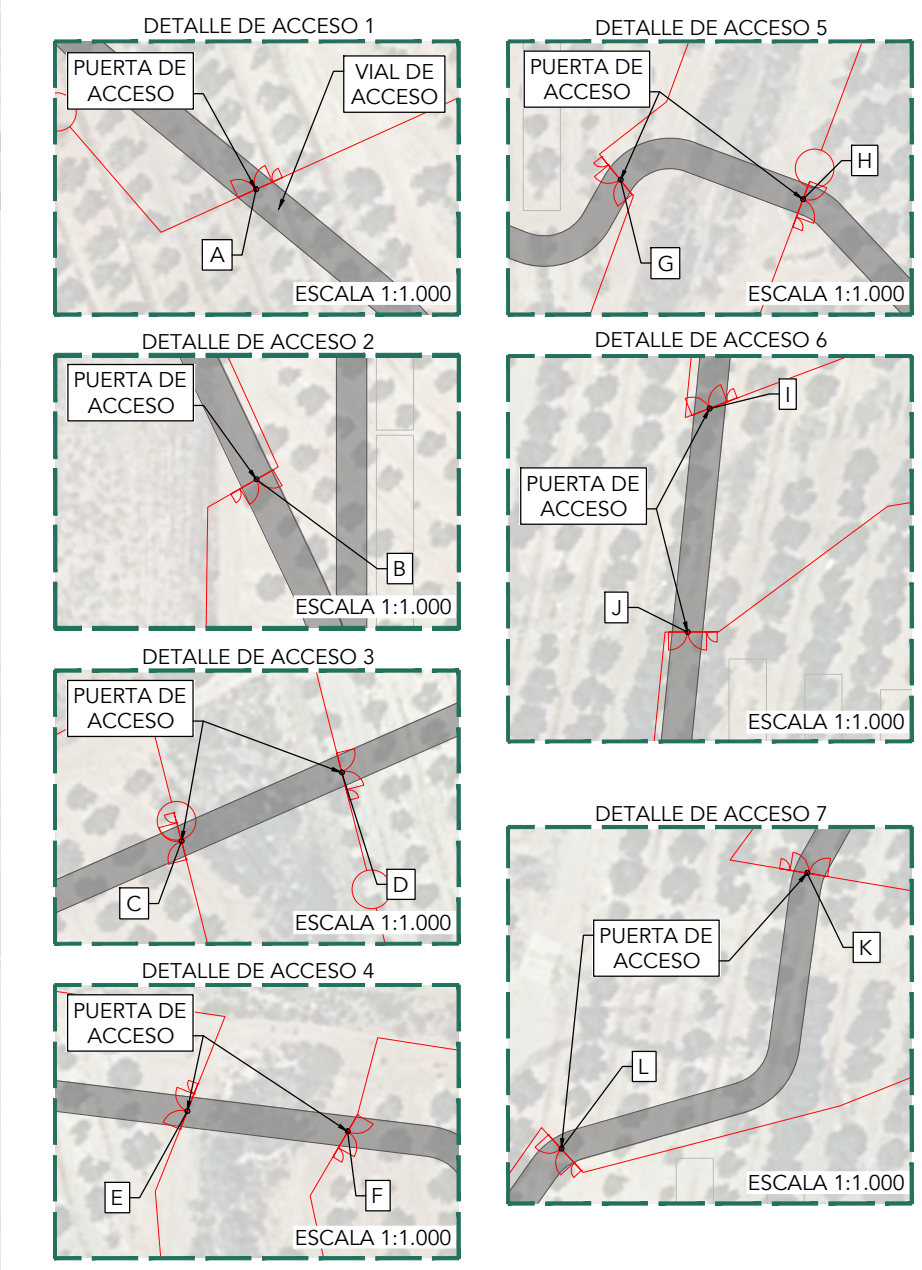 DETALLE DE ACCESO 1
PUERTA DE
ACCESO
VIAL DE
ACCESO
A
ESCALA 1:1.000
DETALLE DE ACCESO 2
PUERTA DE
ACCESO
B
ESCALA 1:1.000
DETALLE DE ACCESO 3
PUERTA DE
ACCESO
C
D
ESCALA 1:1.000
DETALLE DE ACCESO 4
PUERTA DE
ACCESO
E
F
ESCALA 1:1.000
DETALLE DE ACCESO 5
PUERTA DE
ACCESO
H
G
ESCALA 1:1.000
DETALLE DE ACCESO 6
I
PUERTA DE
ACCESO
J
ESCALA 1:1.000
DETALLE DE ACCESO 7
PUERTA DE
ACCESO
K
L
ESCALA 1:1.000